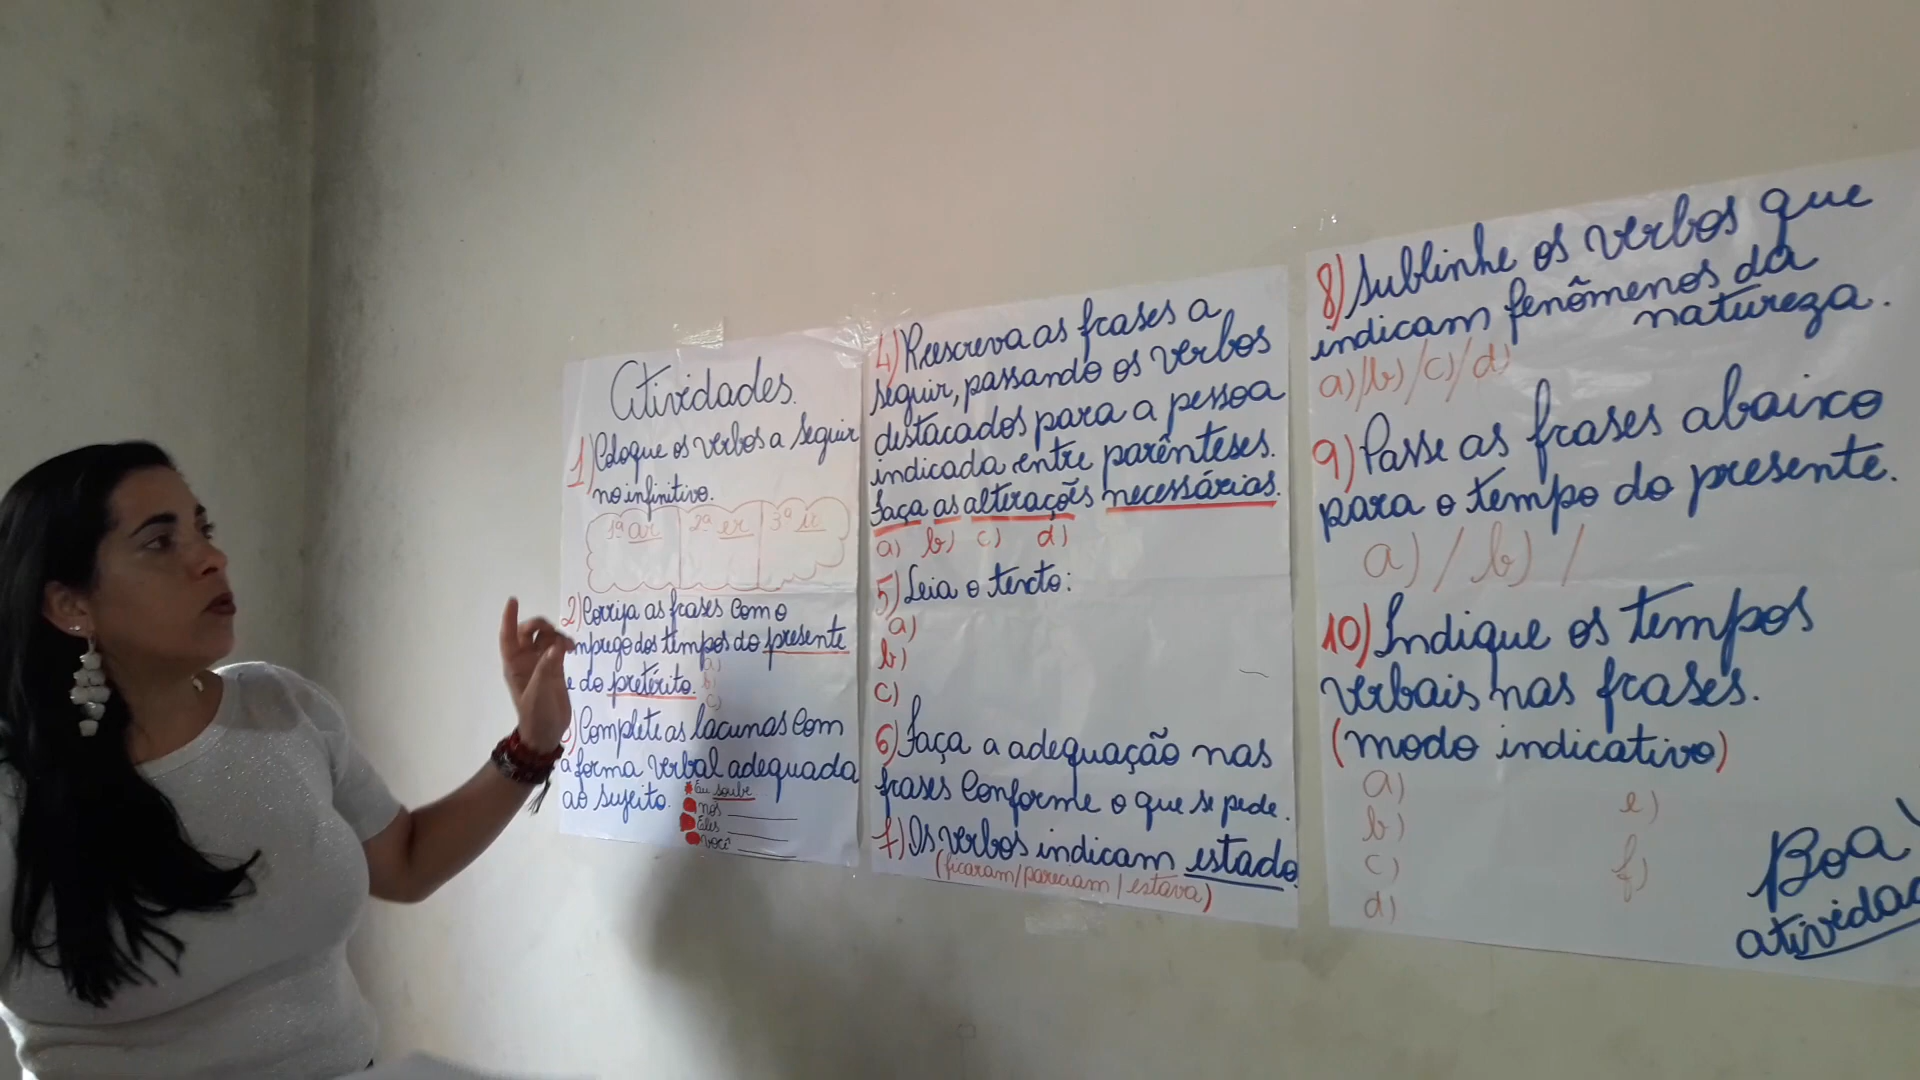 Atividades.
1) Coloque os verbos a seguir
no infinitivo.
1ª ar 2ª er 3ª ir
2) Corrija as frases com o
emprego dos tempos do presente
e do pretérito.
a)
b)
c)
3) Complete as lacunas com
a forma verbal adequada
ao sujeito.
Eu soube
nós
Eles
você
4) Reescreva as frases a
seguir, passando os verbos
destacados para a pessoa
indicada entre parênteses.
Faça as alterações necessárias.
a) b) c) d)
5) Leia o texto:
a)
b)
c)
6) Faça a adequação nas
frases conforme o que se pede.
7) Os verbos indicam estado.
(ficaram/pareciam/estava)
8) Sublinhe os verbos que
indicam fenômenos da
natureza.
a)/b)/c)/d)
9) Passe as frases abaixo
para o tempo do presente.
a) / b) /
10) Indique os tempos
verbais nas frases.
(modo indicativo)
a)
b)
c)
d)
e)
f)
Boa
atividad